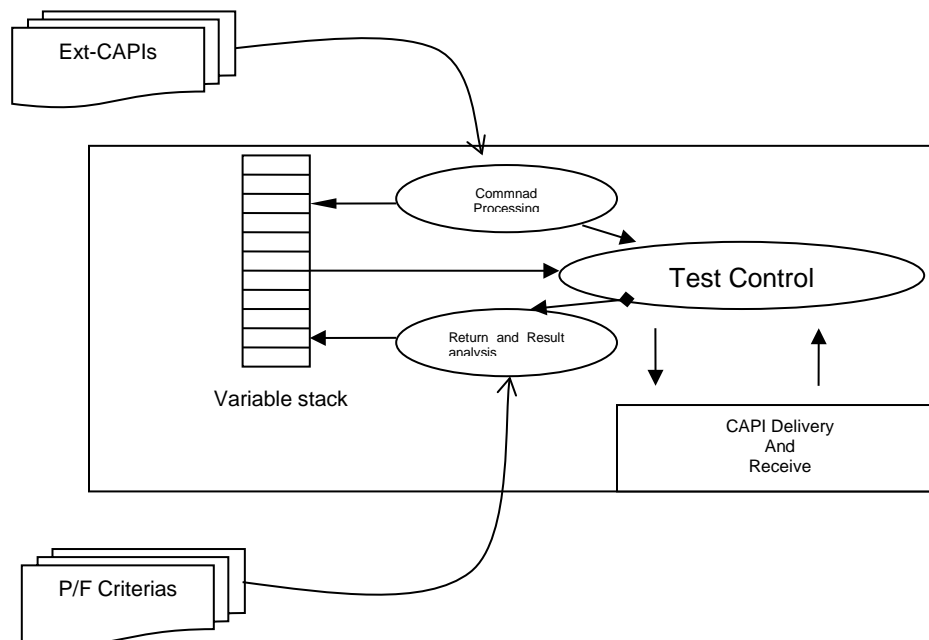 Ext-CAPIs
Commnad
Processing
Test Control
Return and Result
analysis
Variable stack
CAPI Delivery
And
Receive
P/F Criterias